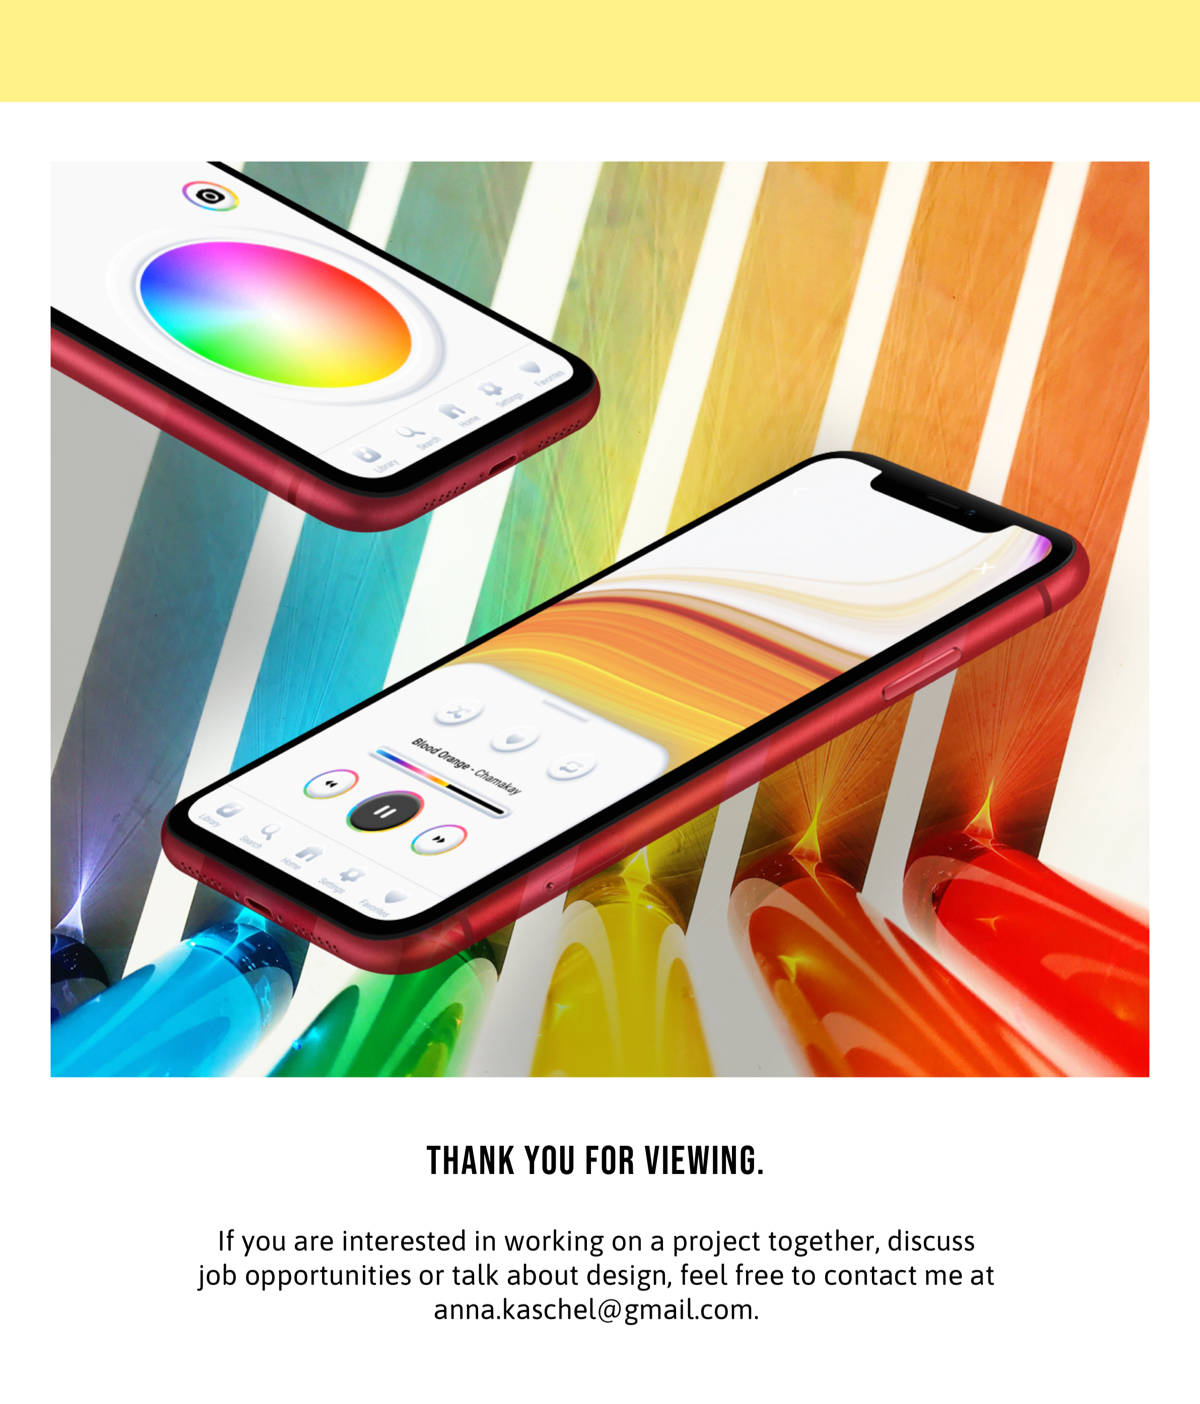 Library
Search
Home
Settings
Favorites
Blood Orange - Chamakay
Library
Search
Home
Settings
Favorites
THANK YOU FOR VIEWING.
If you are interested in working on a project together, discuss
job opportunities or talk about design, feel free to contact me at
anna.kaschel@gmail.com.